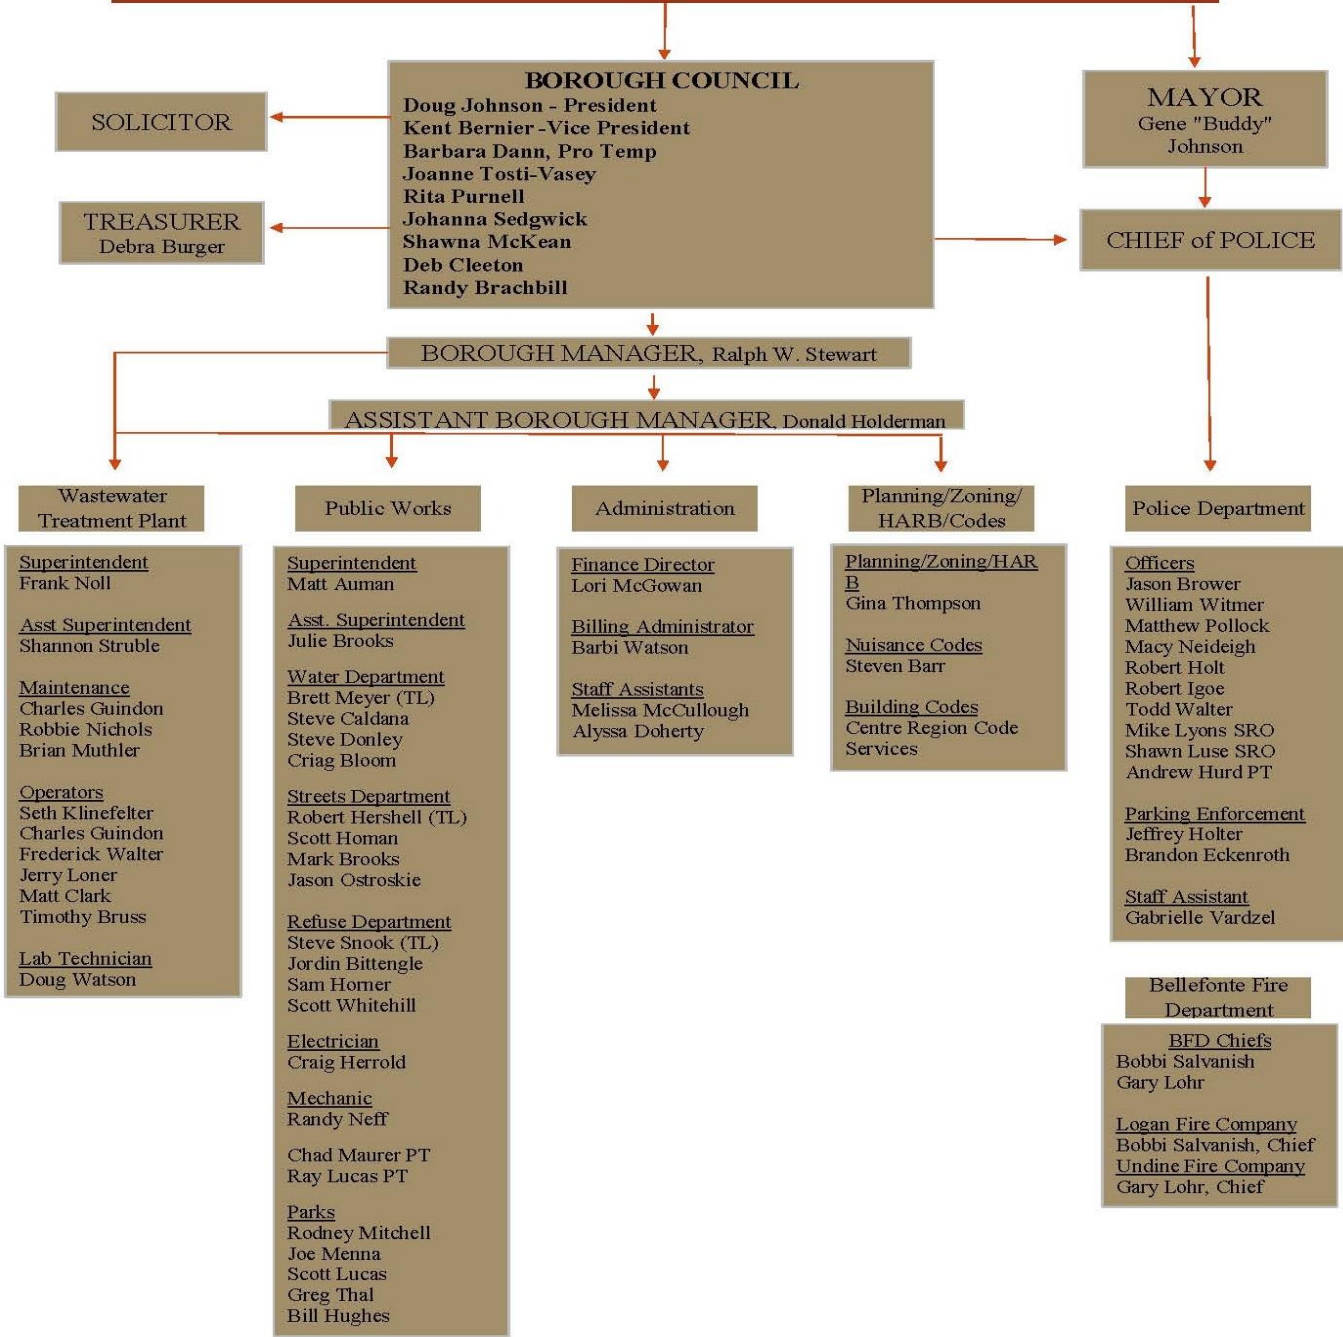 BOROUGH COUNCIL
Doug Johnson - President
Kent Bernier -Vice President
Barbara Dann, Pro Temp
Joanne Tosti-Vasey
Rita Purnell
Johanna Sedgwick
Shawna McKean
Deb Cleeton
Randy Brachbill
SOLICITOR
TREASURER
Debra Burger
MAYOR
Gene "Buddy"
Johnson
CHIEF of POLICE
BOROUGH MANAGER, Ralph W. Stewart
ASSISTANT BOROUGH MANAGER, Donald Holderman
Wastewater
Treatment Plant
Superintendent
Frank Noll
Asst Superintendent
Shannon Struble
Maintenance
Charles Guindon
Robbie Nichols
Brian Muthler
Operators
Seth Klinefelter
Charles Guindon
Frederick Walter
Jerry Loner
Matt Clark
Timothy Bruss
Lab Technician
Doug Watson
Public Works
Superintendent
Matt Auman
Asst. Superintendent
Julie Brooks
Water Department
Brett Meyer (TL)
Steve Caldana
Steve Donley
Criag Bloom
Streets Department
Robert Hershell (TL)
Scott Homan
Mark Brooks
Jason Ostroskie
Refuse Department
Steve Snook (TL)
Jordin Bittengle
Sam Horner
Scott Whitehill
Electrician
Craig Herrold
Mechanic
Randy Neff
Chad Maurer PT
Ray Lucas PT
Parks
Rodney Mitchell
Joe Menna
Scott Lucas
Greg Thal
Bill Hughes
Administration
Finance Director
Lori McGowan
Billing Administrator
Barbi Watson
Staff Assistants
Melissa McCullough
Alyssa Doherty
Planning/Zoning/
HARB/Codes
Planning/Zoning/HAR
B
Gina Thompson
Nuisance Codes
Steven Barr
Building Codes
Centre Region Code
Services
Police Department
Officers
Jason Brower
William Witmer
Matthew Pollock
Macy Neideigh
Robert Holt
Robert Igoe
Todd Walter
Mike Lyons SRO
Shawn Luse SRO
Andrew Hurd PT
Parking Enforcement
Jeffrey Holter
Brandon Eckenroth
Staff Assistant
Gabrielle Vardzel
Bellefonte Fire
Department
BFD Chiefs
Bobbi Salvanish
Gary Lohr
Logan Fire Company
Bobbi Salvanish, Chief
Undine Fire Company
Gary Lohr, Chief